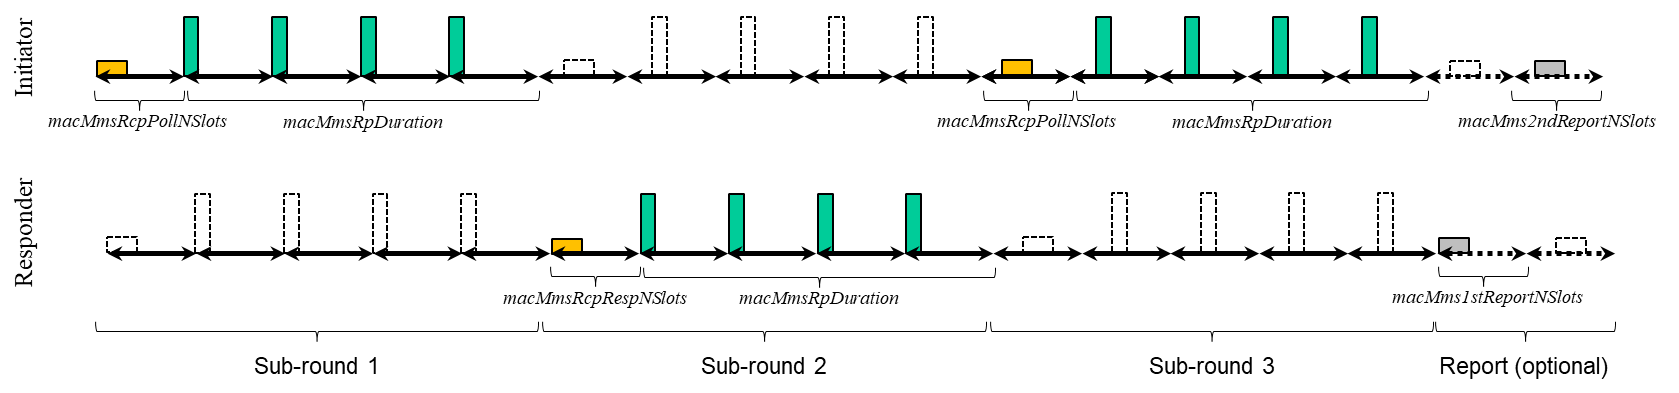 Initiator
macMmsRcpPollNSlots
macMmsRpDuration
macMmsRcpPollNSlots
macMmsRpDuration
macMms2ndReportNSlots
Responder
macMmsRcpRespNSlots
macMmsRpDuration
macMms1stReportNSlots
Sub-round 1
Sub-round 2
Sub-round 3
Report (optional)